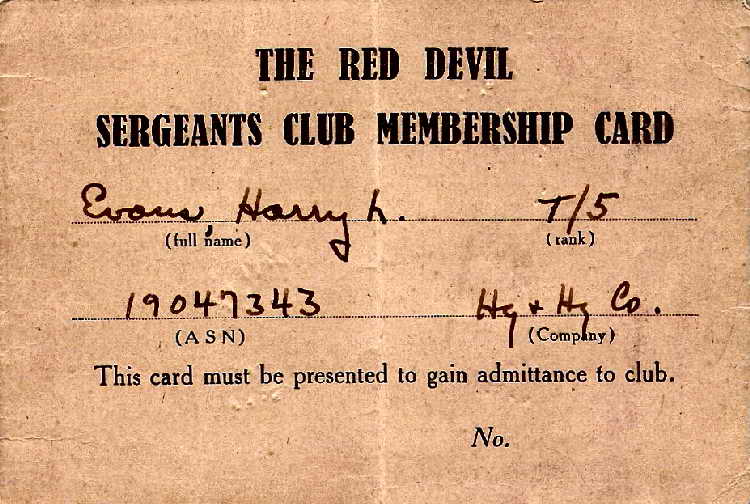 THE RED DEVIL
SERGEANTS CLUB MEMBERSHIP CARD
Evans, Harry L. T/5
(full name) (rank)
19047343 Hq & Hq Co.
(ASN) (Company)
This card must be presented to gain admittance to club.
No.